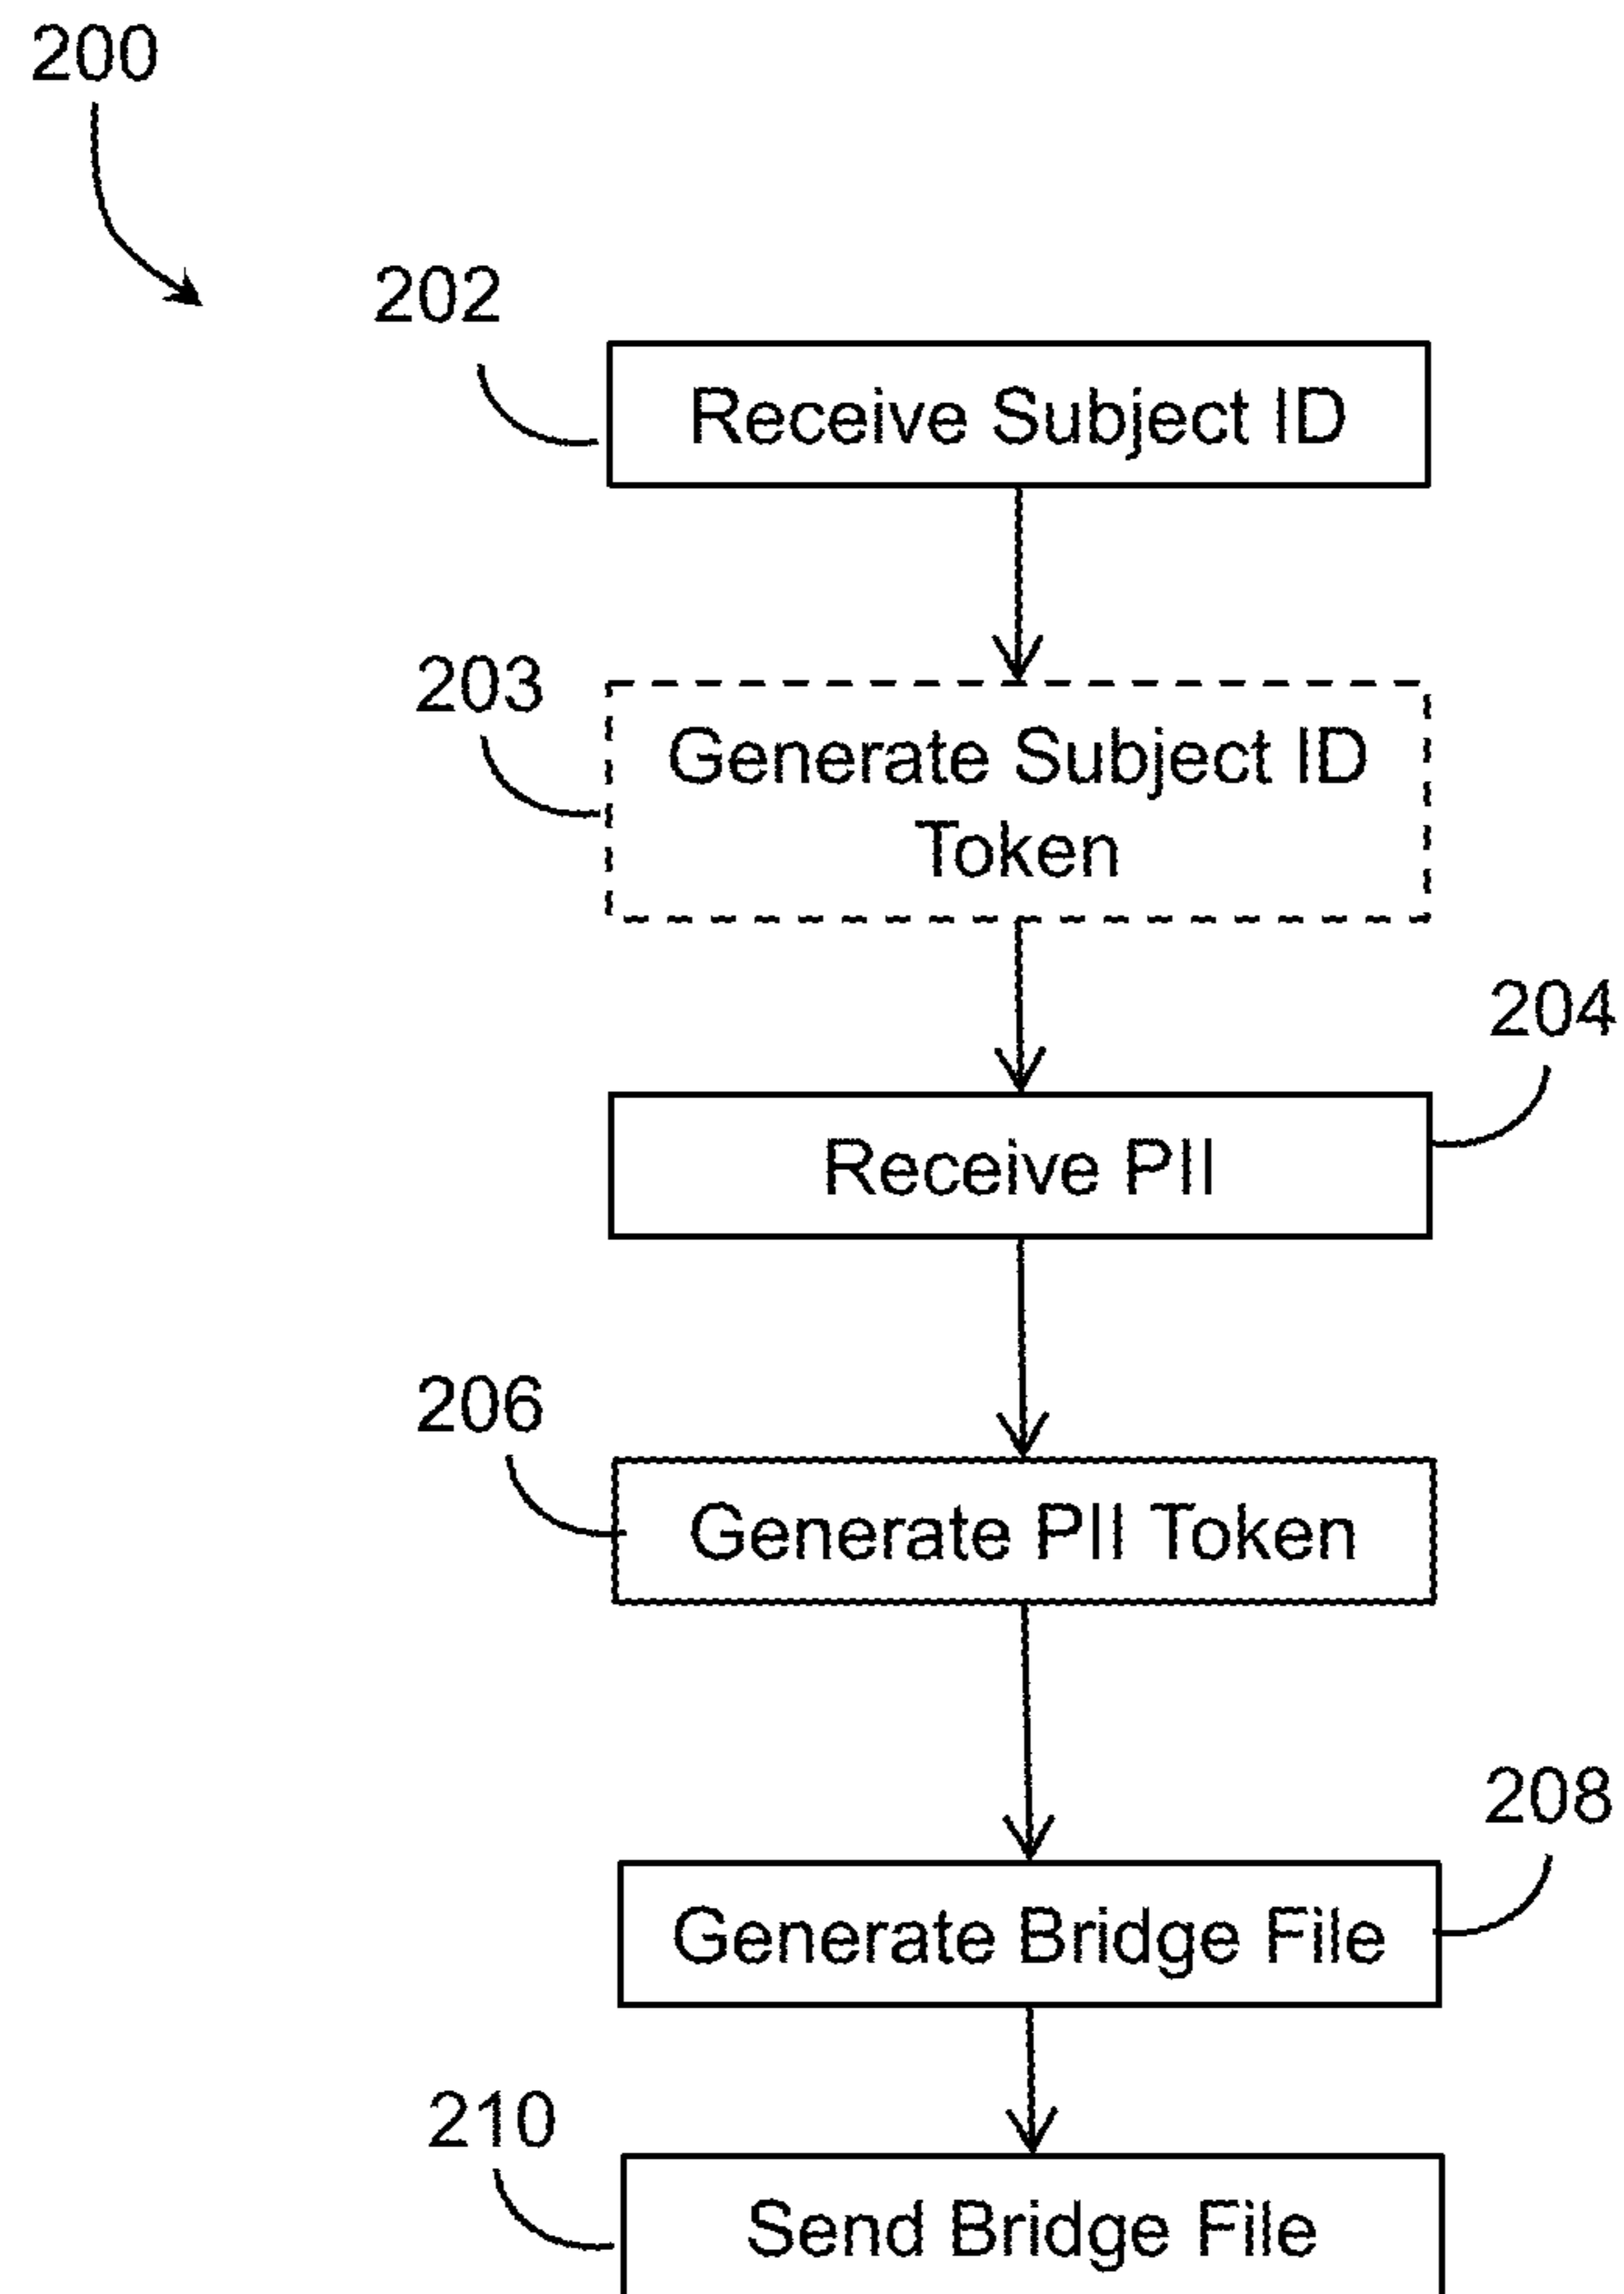 200
202
Receive Subject ID
203
Generate Subject ID
Token
204
Receive PII
206
Generate PII Token
208
Generate Bridge File
210
Send Bridge File